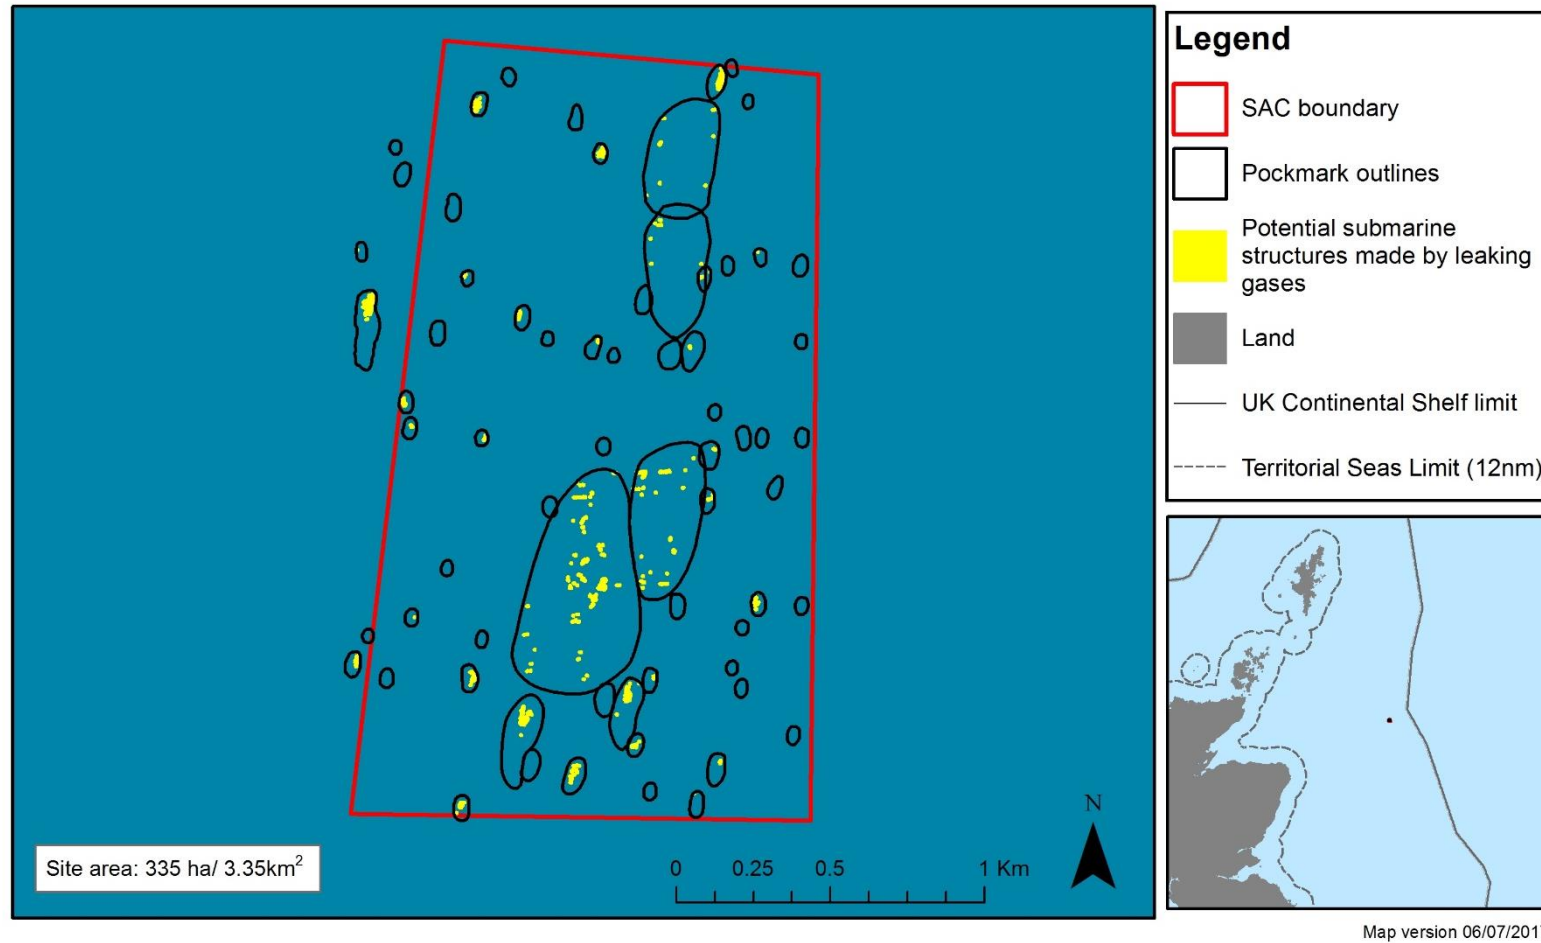 Legend
SAC boundary
Pockmark outlines
Potential submarine
structures made by leaking
gases
Land
UK Continental Shelf limit
Territorial Seas Limit (12nm)
N
0 0.25 0.5 1 Km
Site area: 335 ha/ 3.35km²
Map version 06/07/201